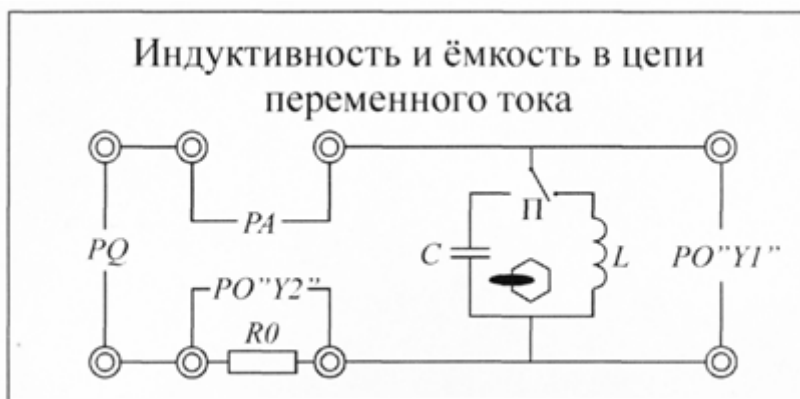 Индуктивность и ёмкость в цепи
переменного тока
PA
П
PQ
C
L
PO"Y1"
PO"Y2"
R0